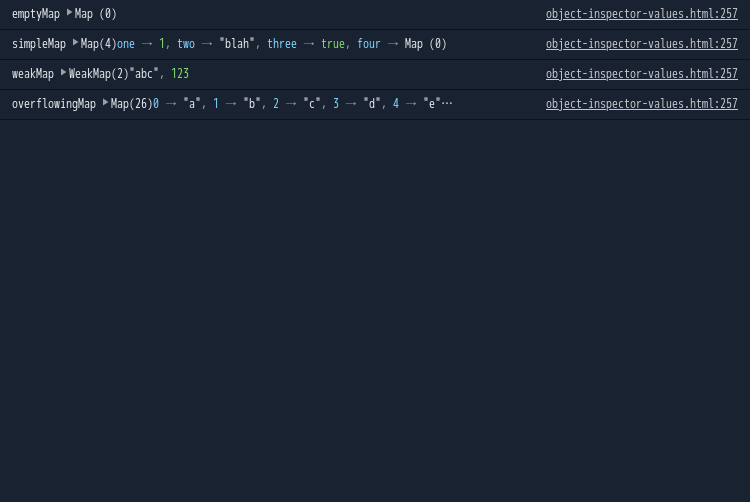 emptyMap ▶Map (0) object-inspector-values.html:257
simpleMap ▶Map(4)one → 1, two → "blah", three → true, four → Map (0) object-inspector-values.html:257
weakMap ▶WeakMap(2)"abc", 123 object-inspector-values.html:257
overflowingMap ▶Map(26)0 → "a", 1 → "b", 2 → "c", 3 → "d", 4 → "e"⋯ object-inspector-values.html:257